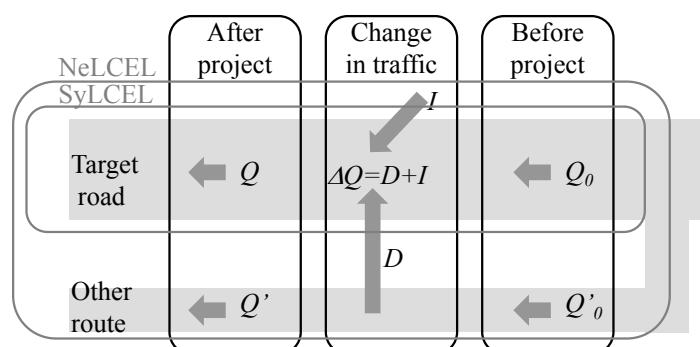 After
project
Change
in traffic
Before
project
NeLCEL
SyLCEL
I
Target
road
Q
ΔQ=D+I
Q₀
D
Other
route
Q’
Q’₀